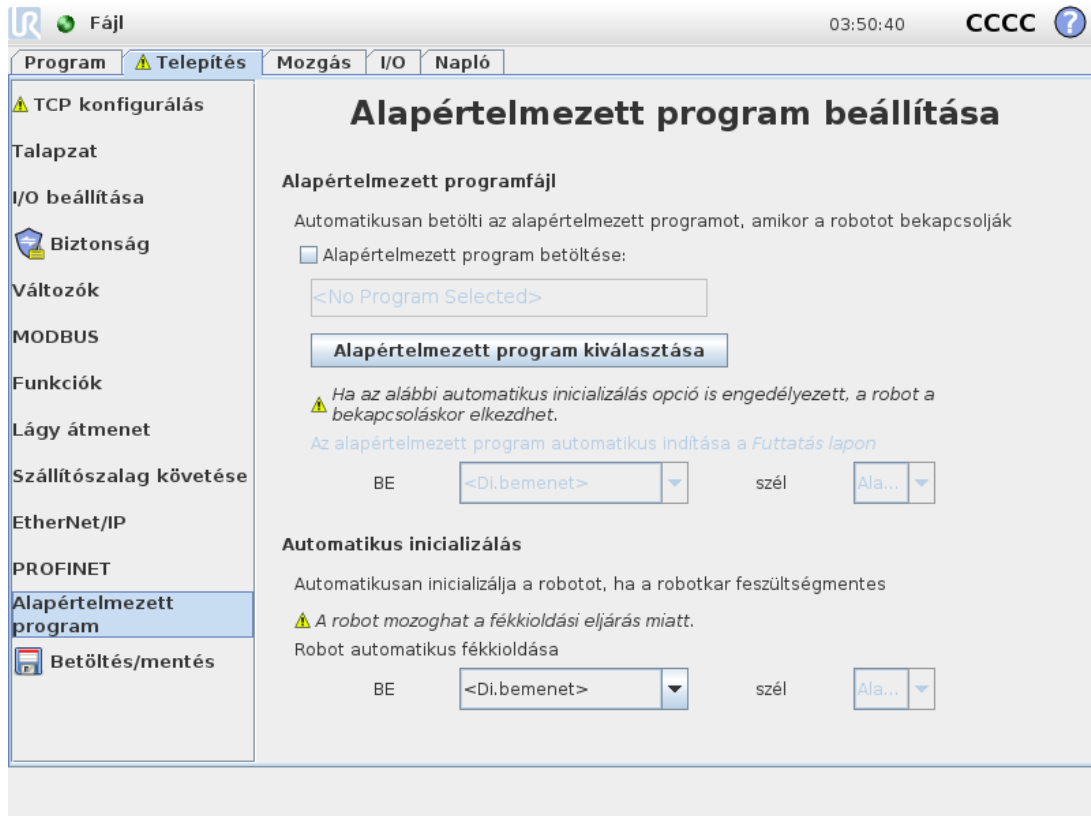 UR Fájl 03:50:40 CCCC ?
Program Telepítés Mozgás I/O Napló
TCP konfigurálás
Talapzat
I/O beállítása
Biztonság
Változók
MODBUS
Funkciók
Lágy átmenet
Szállítószalag követése
EtherNet/IP
PROFINET
Alapértelmezett
program
Betöltés/mentés
Alapértelmezett program beállítása
Alapértelmezett programfájl
Automatikusan betölti az alapértelmezett programot, amikor a robotot bekapcsolják
Alapértelmezett program betöltése:
<No Program Selected>
Alapértelmezett program kiválasztása
Ha az alábbi automatikus inicializálás opció is engedélyezett, a robot a
bekapcsoláskor elkezdhet.
Az alapértelmezett program automatikus indítása a Futtatás lapon
BE <Di.bemenet> szél Ala...
Automatikus inicializálás
Automatikusan inicializálja a robotot, ha a robotkar feszültségmentes
A robot mozoghat a fékkioldási eljárás miatt.
Robot automatikus fékkioldása
BE <Di.bemenet> szél Ala...